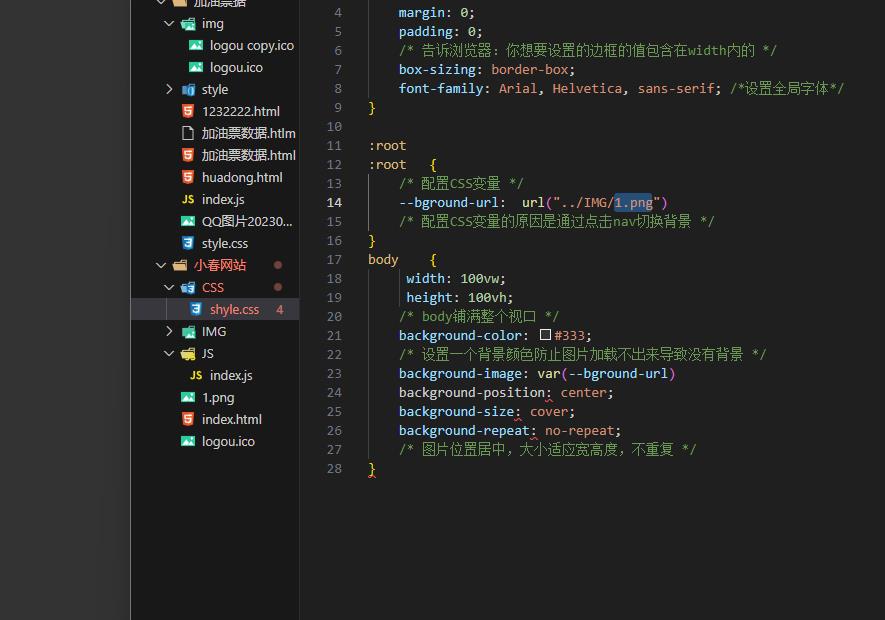 加油票据
img
logou copy.ico
logou.ico
style
1232222.html
加油票数据.htlm
加油票数据.html
huadong.html
JS index.js
QQ图片20230...
style.css
小春网站
CSS
shyle.css 4
IMG
JS
JS index.js
1.png
index.html
logou.ico
4 margin: 0;
5 padding: 0;
6 /* 告诉浏览器: 你想要设置的边框的值包含在width内的 */
7 box-sizing: border-box;
8 font-family: Arial, Helvetica, sans-serif; /*设置全局字体*/
9 }
10
11 :root
12 :root {
13 /* 配置CSS变量 */
14 --bground-url: url("../IMG/1.png")
15 /* 配置CSS变量的原因是通过点击nav切换背景 */
16 }
17 body {
18 width: 100vw;
19 height: 100vh;
20 /* body铺满整个视口 */
21 background-color: #333;
22 /* 设置一个背景颜色防止图片加载不出来导致没有背景 */
23 background-image: var(--bground-url)
24 background-position: center;
25 background-size: cover;
26 background-repeat: no-repeat;
27 /* 图片位置居中，大小适应宽高度，不重复 */
28 }